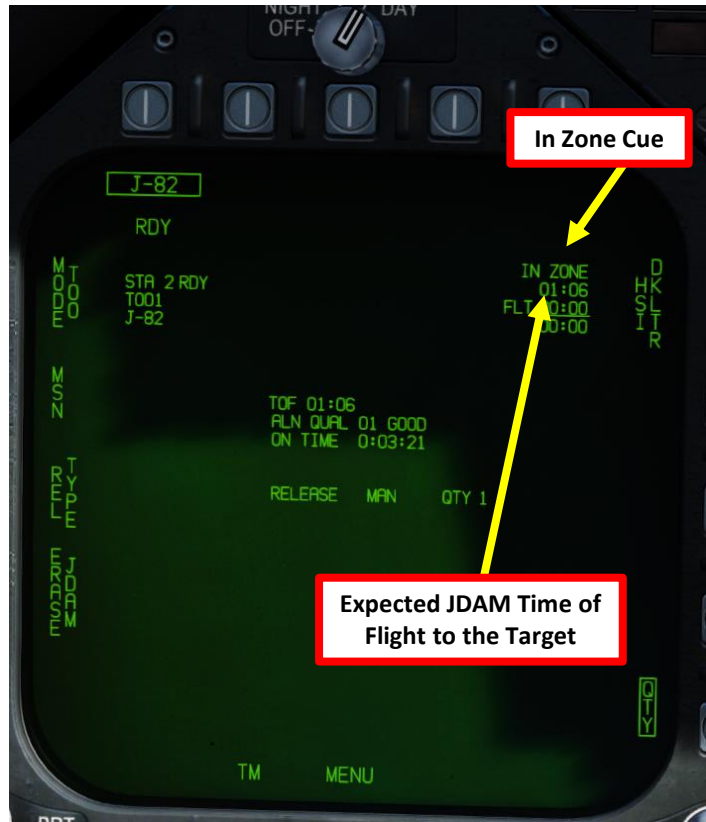 NIGHT DAY
OFF
In Zone Cue
J-82
RDY
MODE
TOO
STA 2 RDY
T001
J-82
IN ZONE
01:06
FLT 00:00
00:00
HSI
DKLTR
MSN
TOF 01:06
ALN QUAL 01 GOOD
ON TIME 0:03:21
REL
TYPE
RELEASE MAN QTY 1
ERASE
JDAM
Expected JDAM Time of
Flight to the Target
QTY
TM MENU